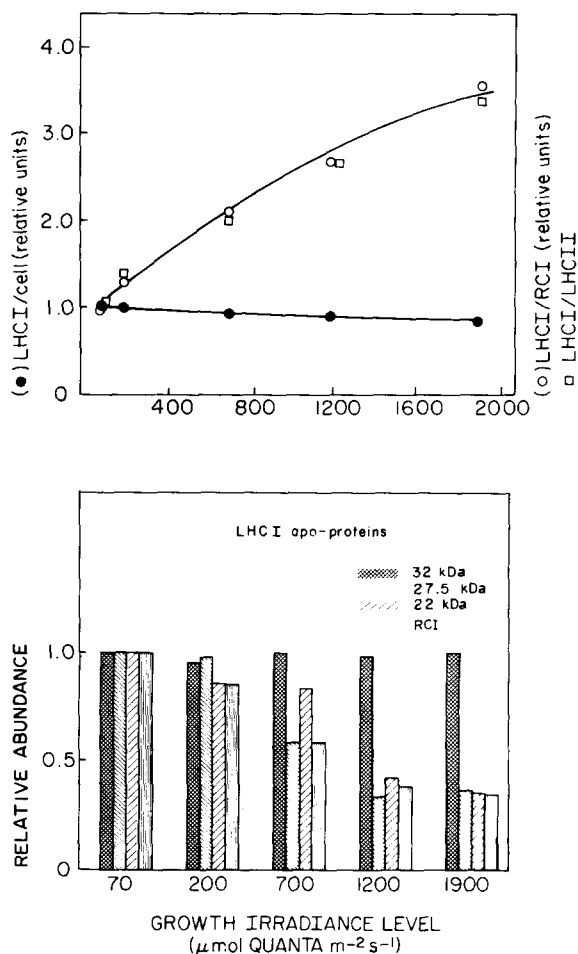 4.0
3.0
2.0
1.0
0
(●) LHCI/cell (relative units)
(○) LHCI/RCI (relative units)
□ LHCI/LHCII
400 800 1200 1600 2000
LHCI apo-proteins
32 kDa
27.5 kDa
22 kDa
RCI
1.0
0.5
0
RELATIVE ABUNDANCE
70 200 700 1200 1900
GROWTH IRRADIANCE LEVEL
(μmol QUANTA m⁻²s⁻¹)